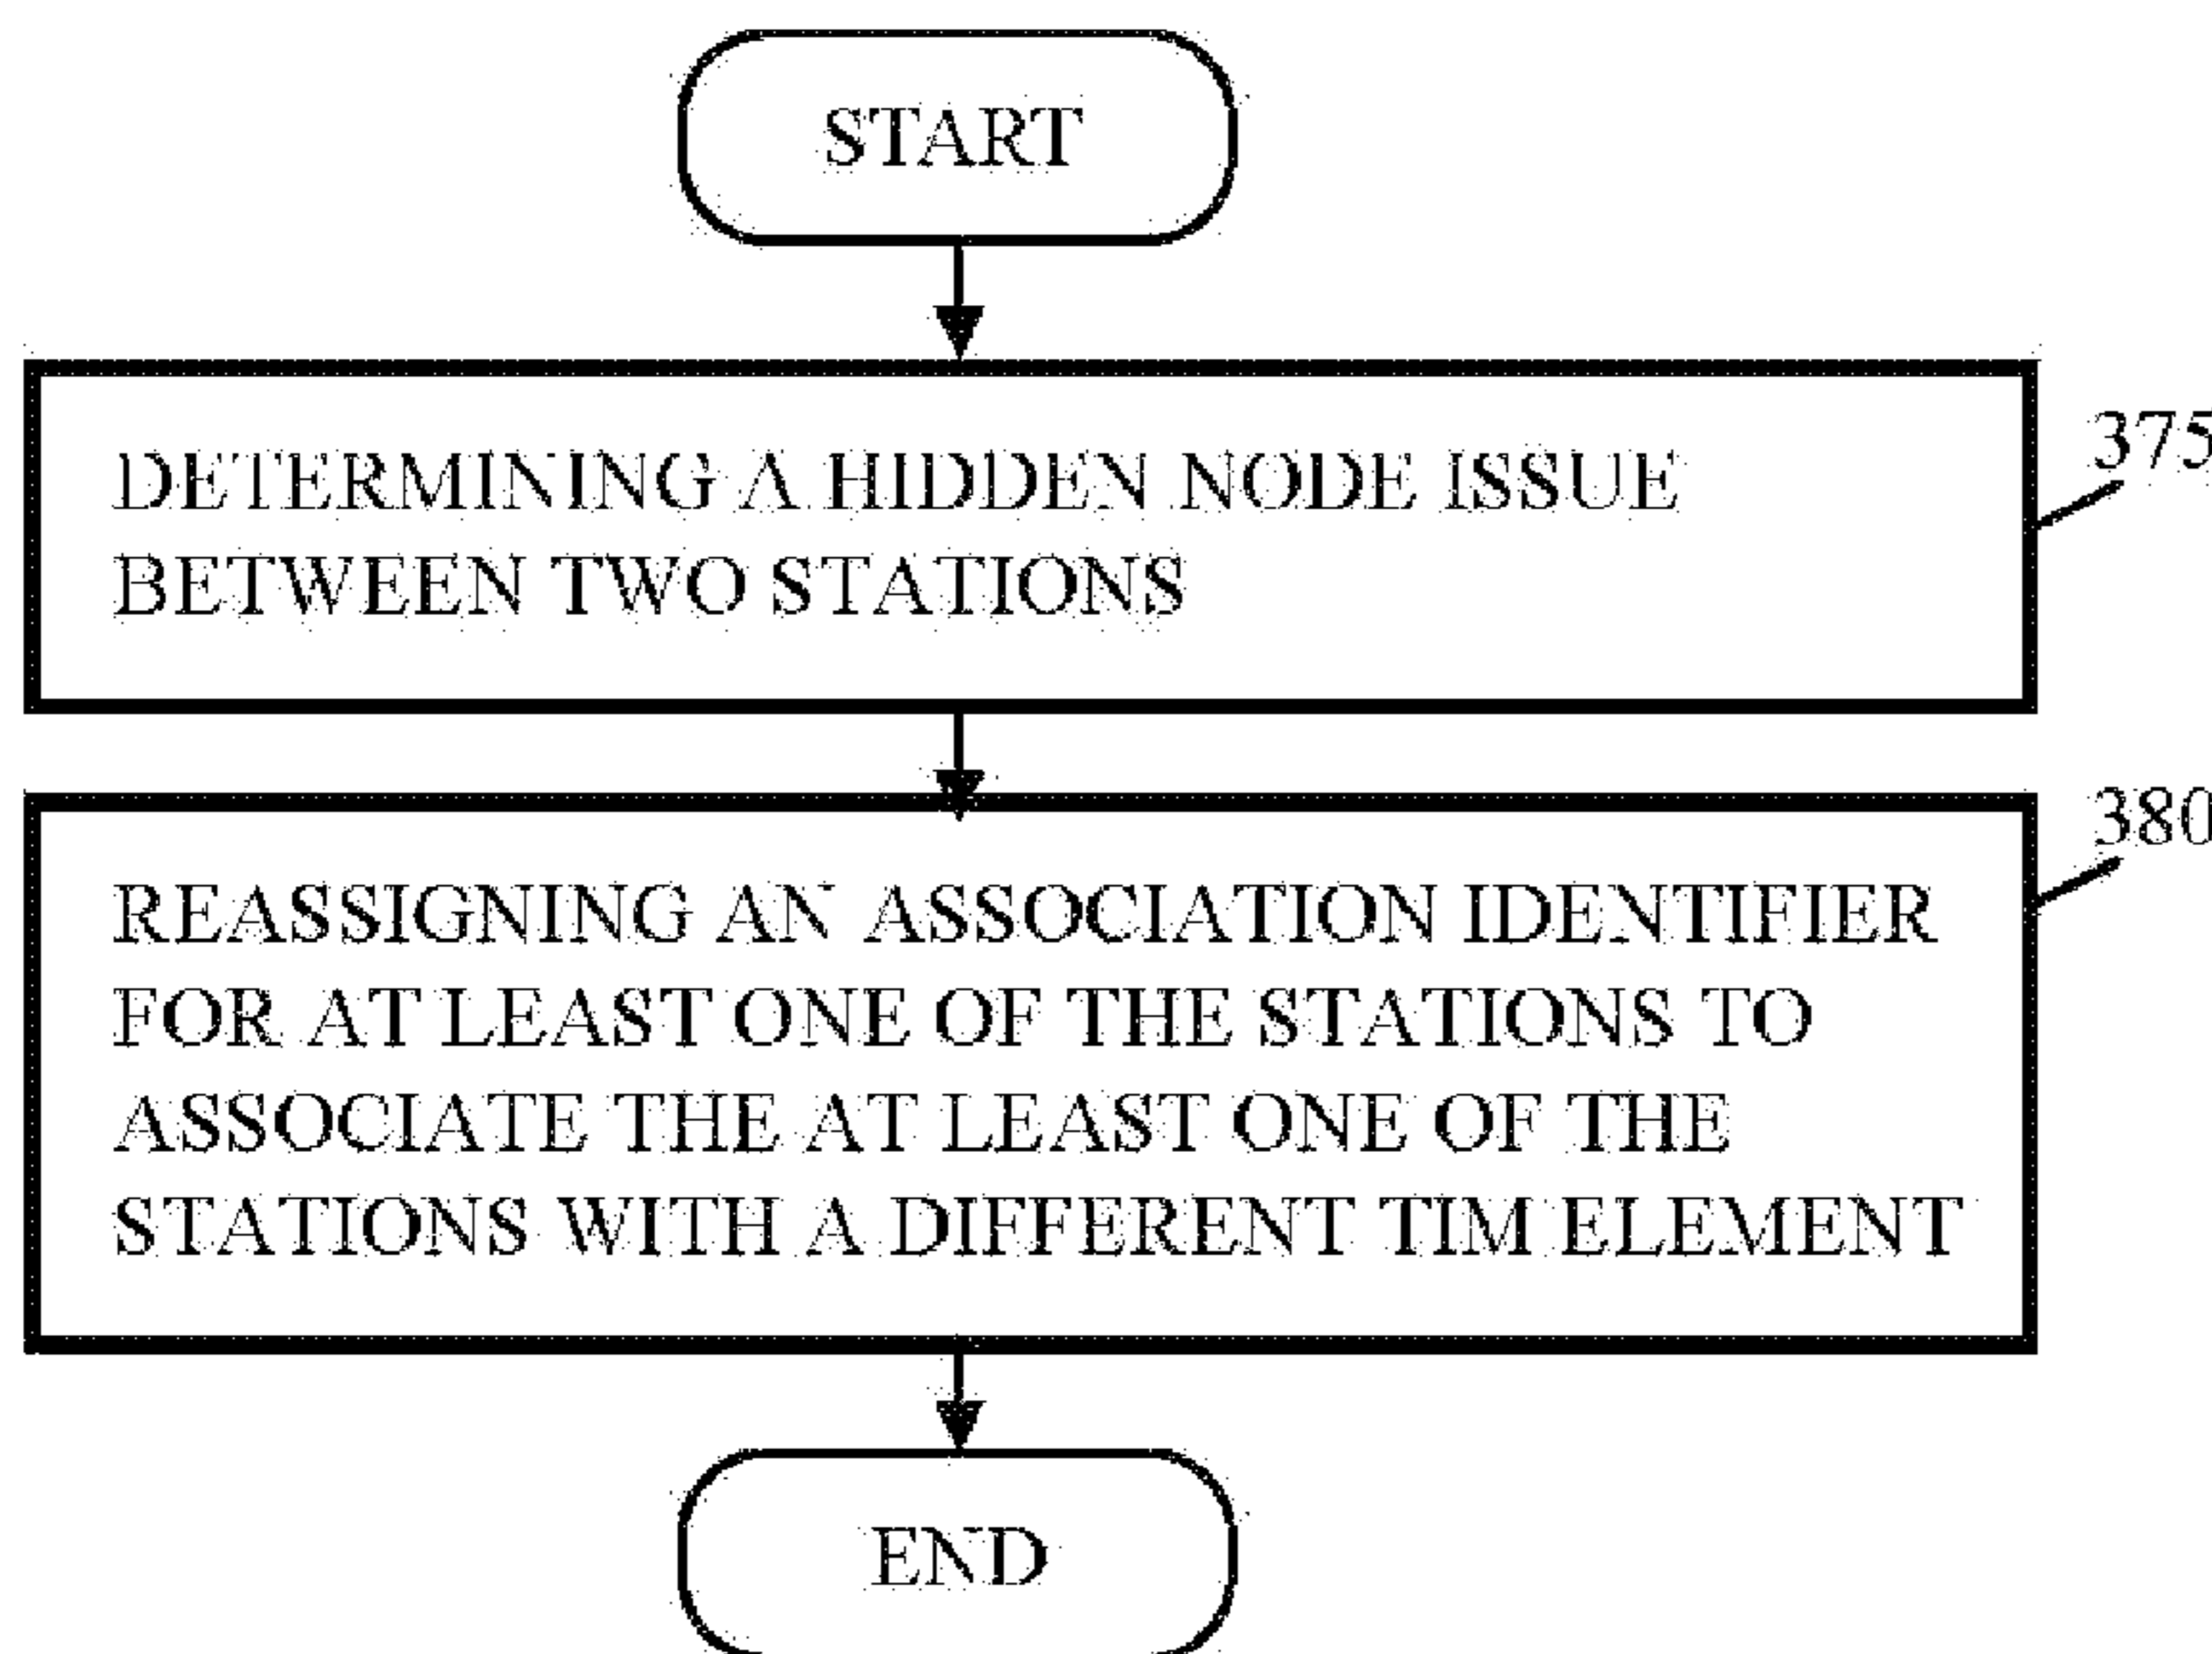 START
DETERMINING A HIDDEN NODE ISSUE
BETWEEN TWO STATIONS
375
REASSIGNING AN ASSOCIATION IDENTIFIER
FOR AT LEAST ONE OF THE STATIONS TO
ASSOCIATE THE AT LEAST ONE OF THE
STATIONS WITH A DIFFERENT TIM ELEMENT
380
END